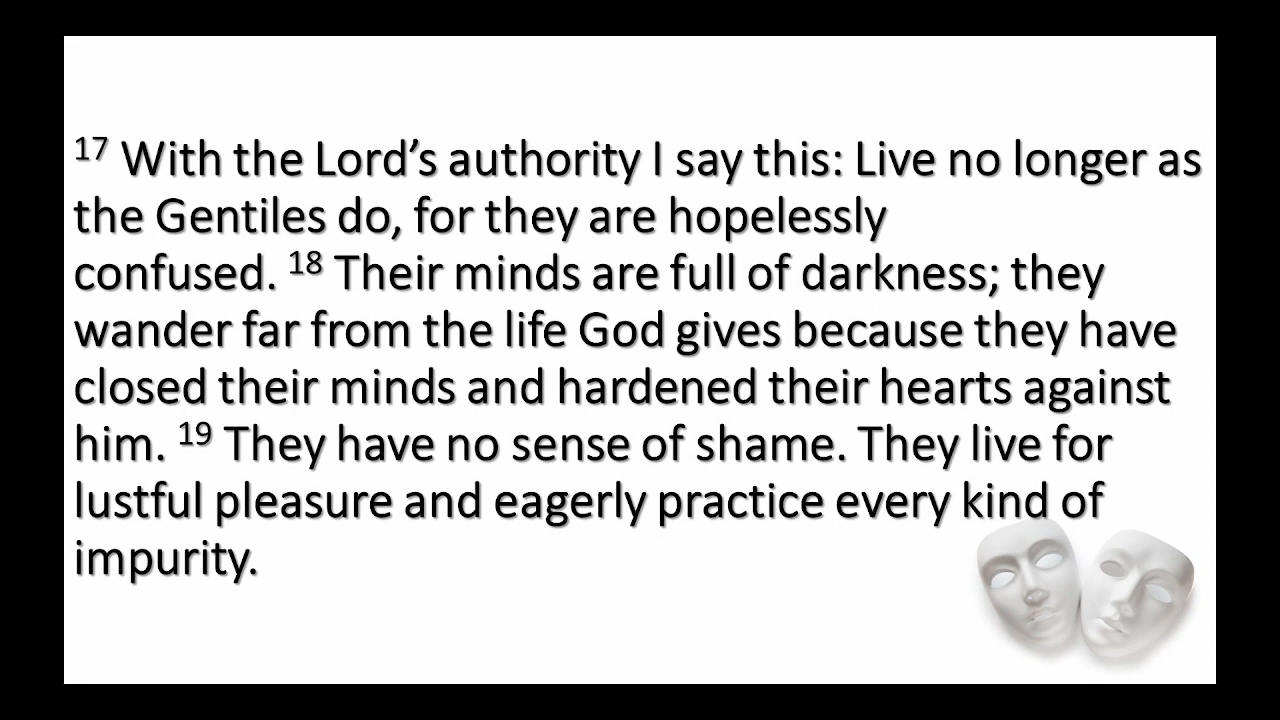 17 With the Lord’s authority I say this: Live no longer as
the Gentiles do, for they are hopelessly
confused. 18 Their minds are full of darkness; they
wander far from the life God gives because they have
closed their minds and hardened their hearts against
him. 19 They have no sense of shame. They live for
lustful pleasure and eagerly practice every kind of
impurity.